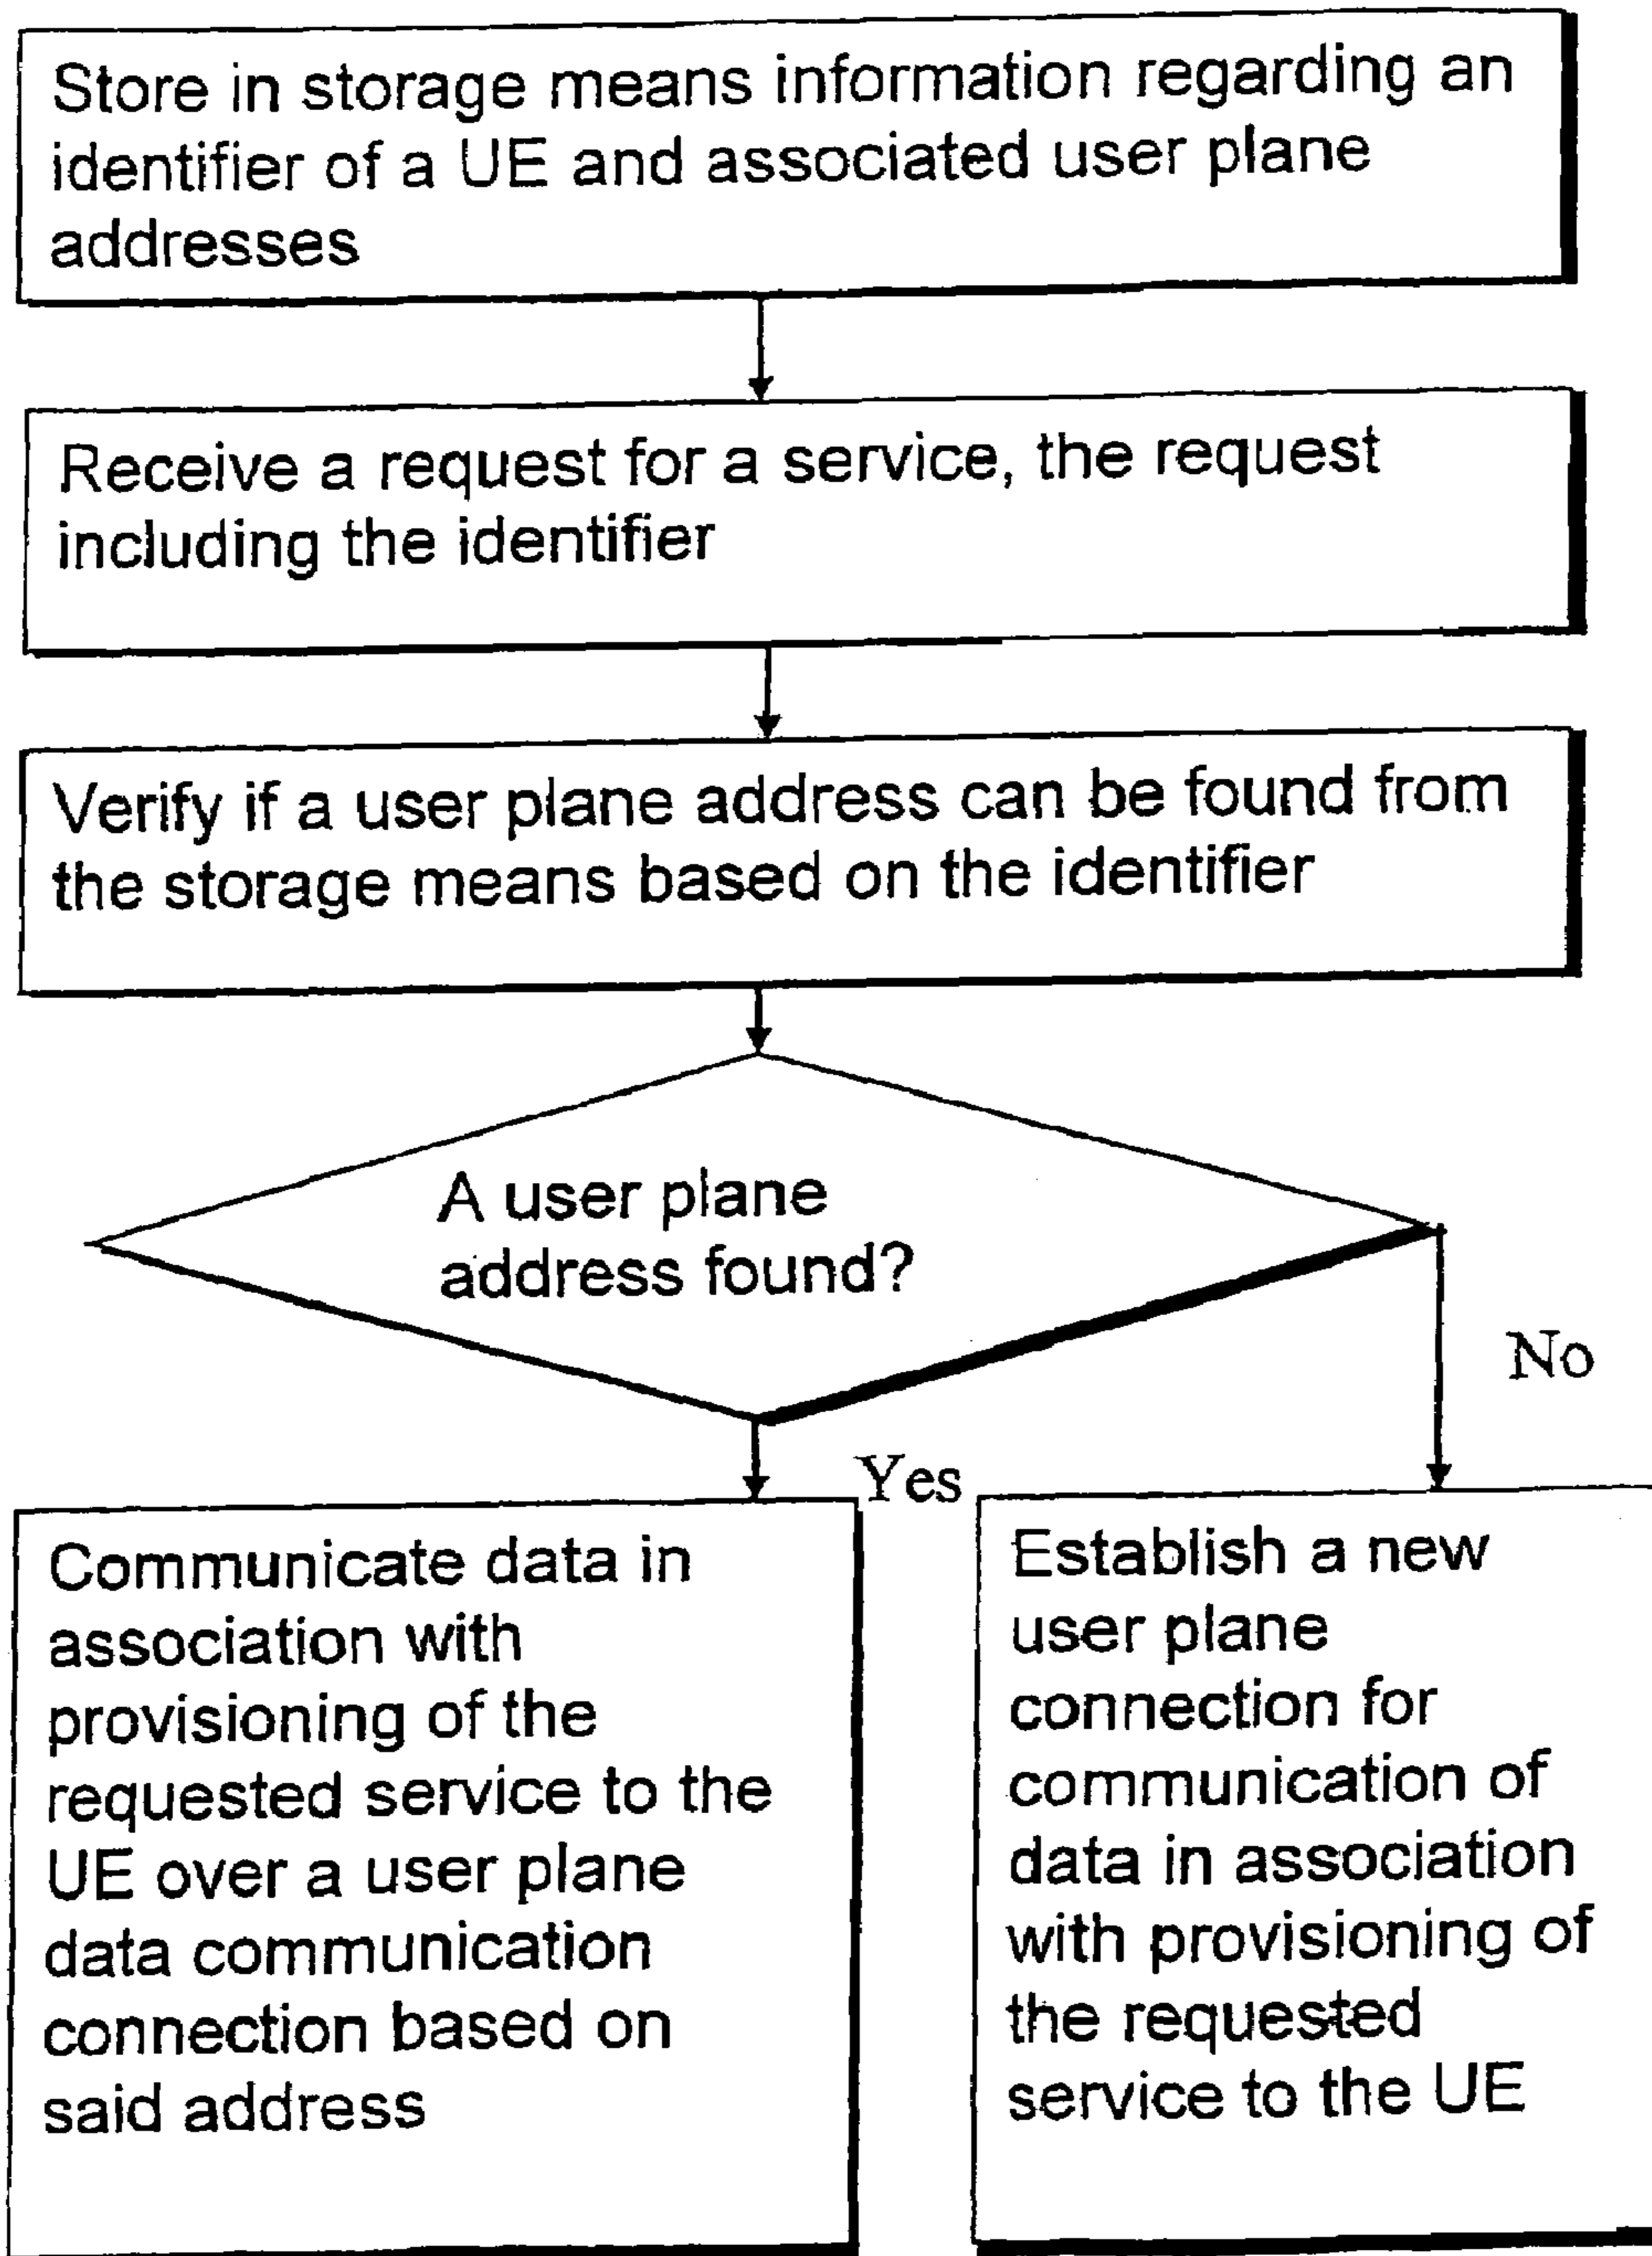 Store in storage means information regarding an
identifier of a UE and associated user plane
addresses
Receive a request for a service, the request
including the identifier
Verify if a user plane address can be found from
the storage means based on the identifier
A user plane
address found?
No
Yes
Communicate data in
association with
provisioning of the
requested service to the
UE over a user plane
data communication
connection based on
said address
Establish a new
user plane
connection for
communication of
data in association
with provisioning of
the requested
service to the UE